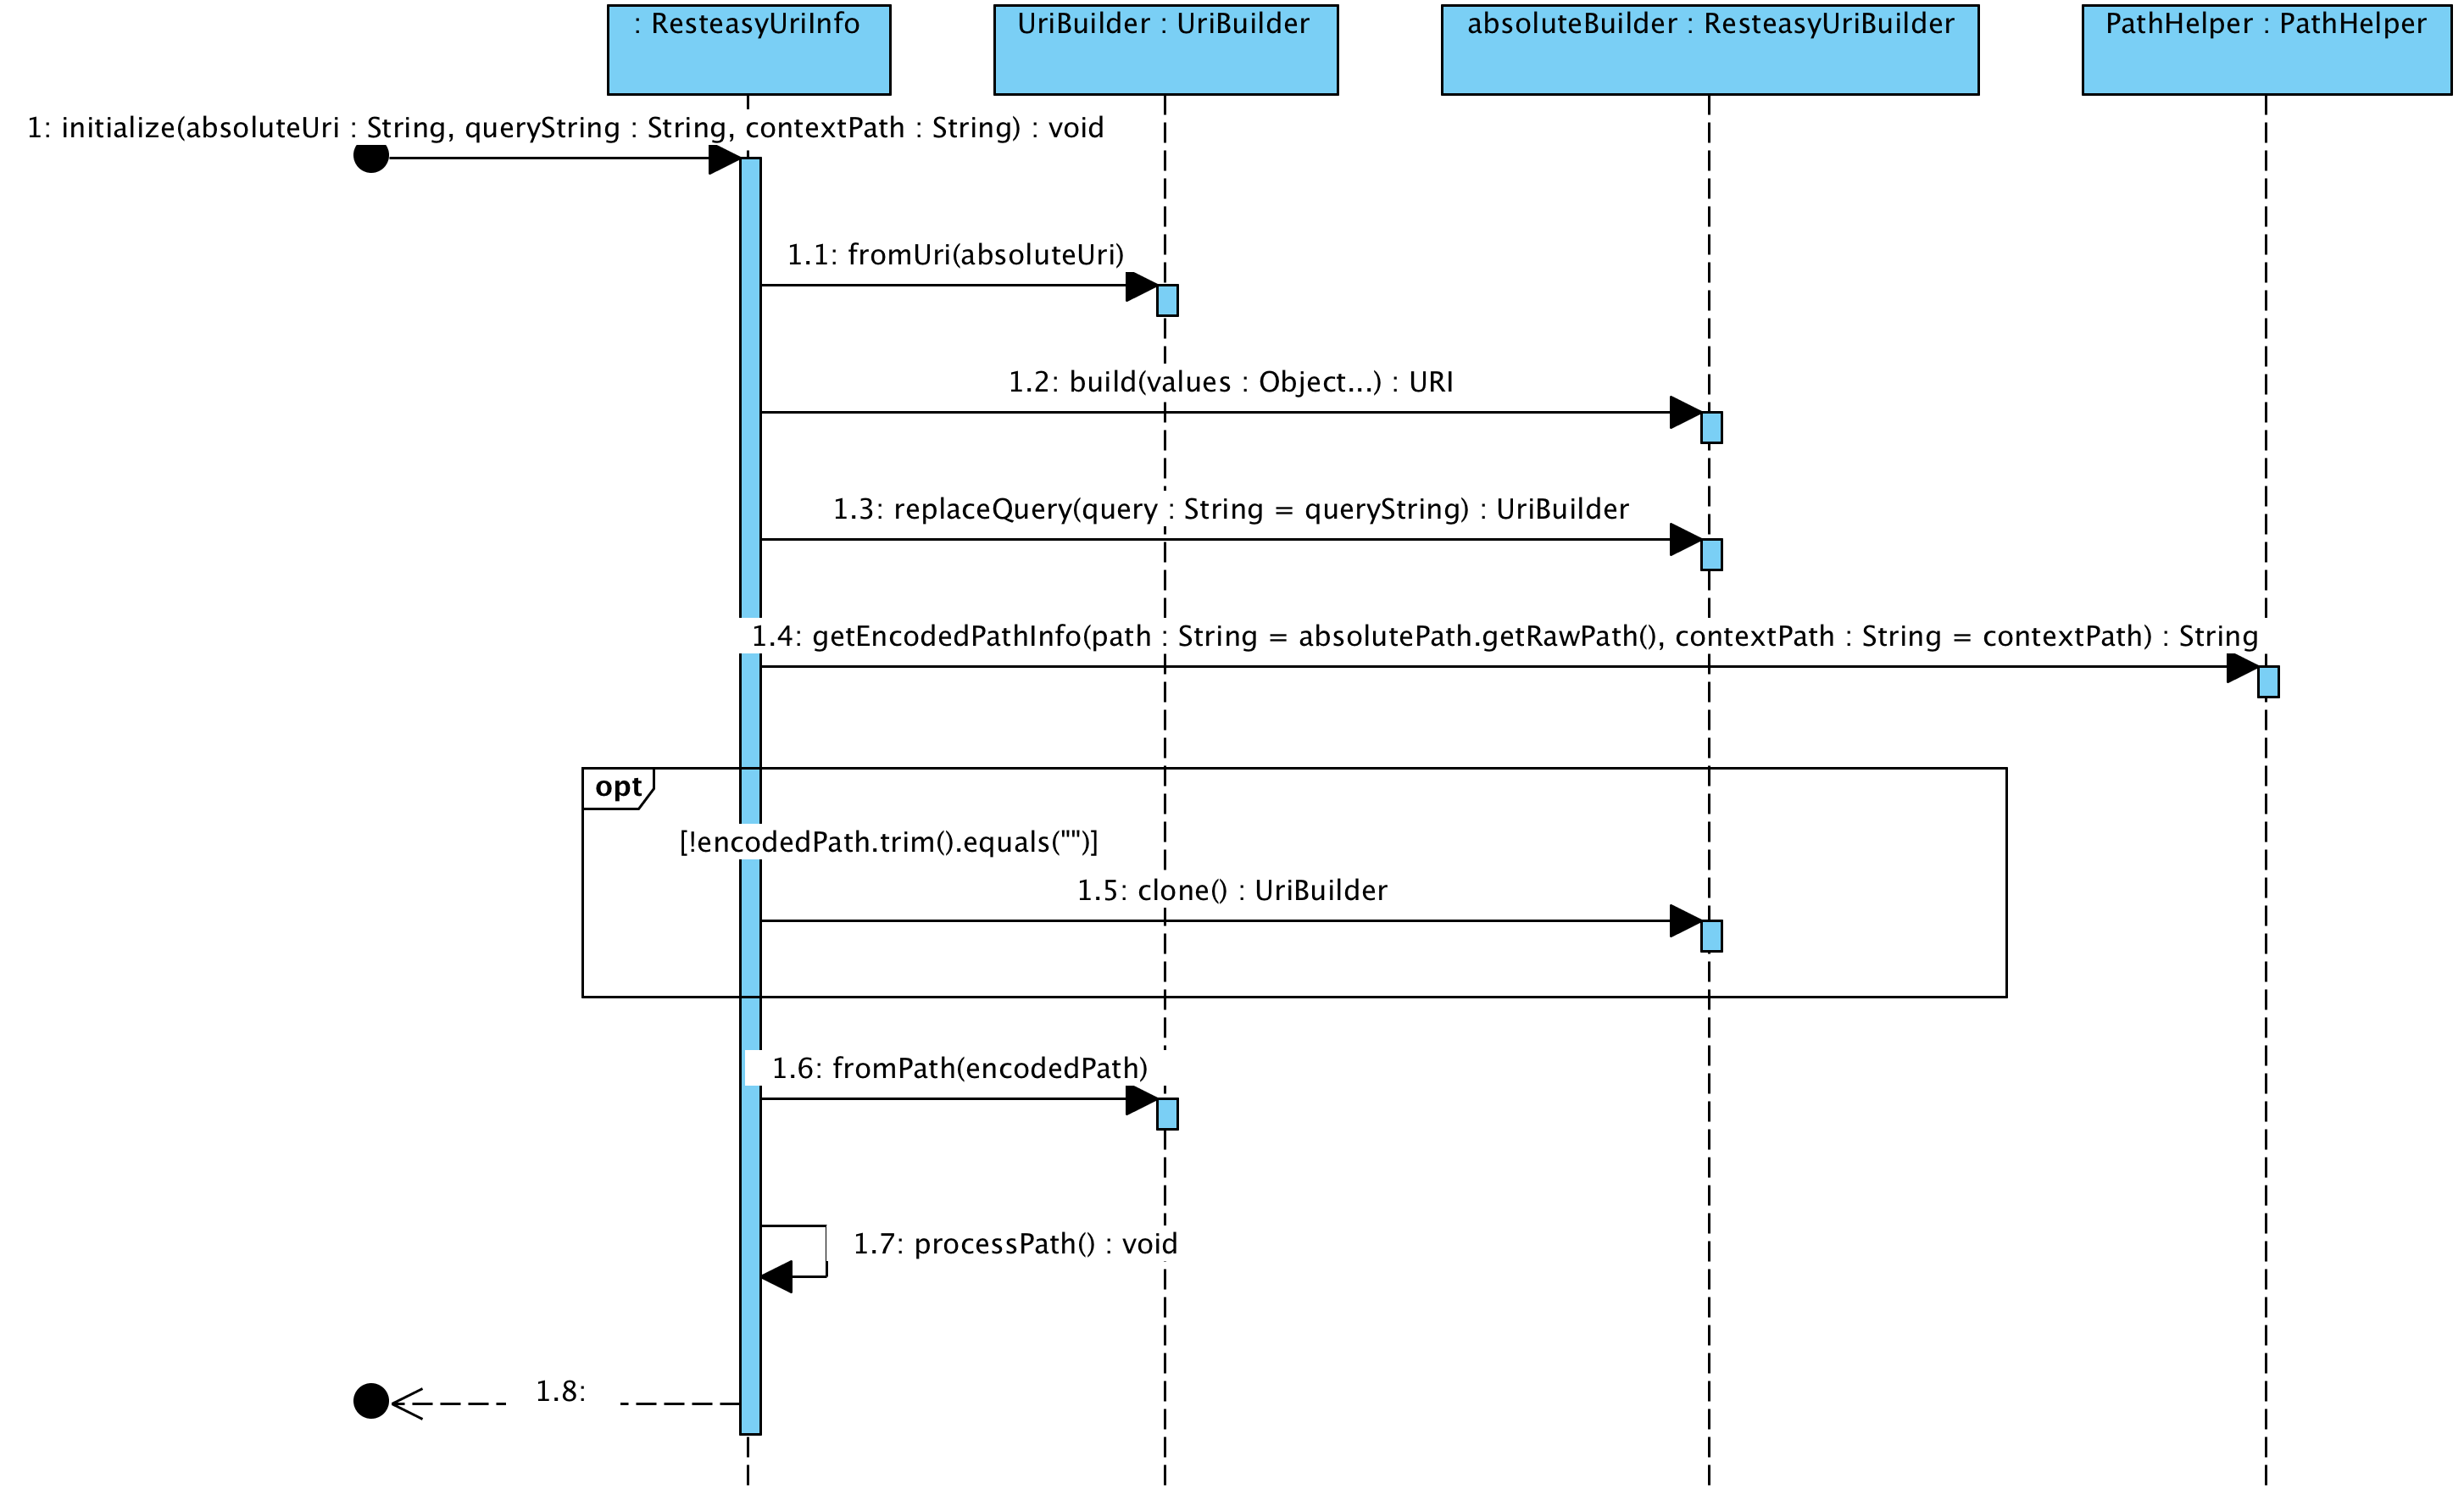 : ResteasyUriInfo
UriBuilder : UriBuilder
absoluteBuilder : ResteasyUriBuilder
PathHelper : PathHelper
1: initialize(absoluteUri : String, queryString : String, contextPath : String) : void
1.1: fromUri(absoluteUri)
1.2: build(values : Object...) : URI
1.3: replaceQuery(query : String = queryString) : UriBuilder
1.4: getEncodedPathInfo(path : String = absolutePath.getRawPath(), contextPath : String = contextPath) : String
opt
[!encodedPath.trim().equals("")]
1.5: clone() : UriBuilder
1.6: fromPath(encodedPath)
1.7: processPath() : void
1.8: